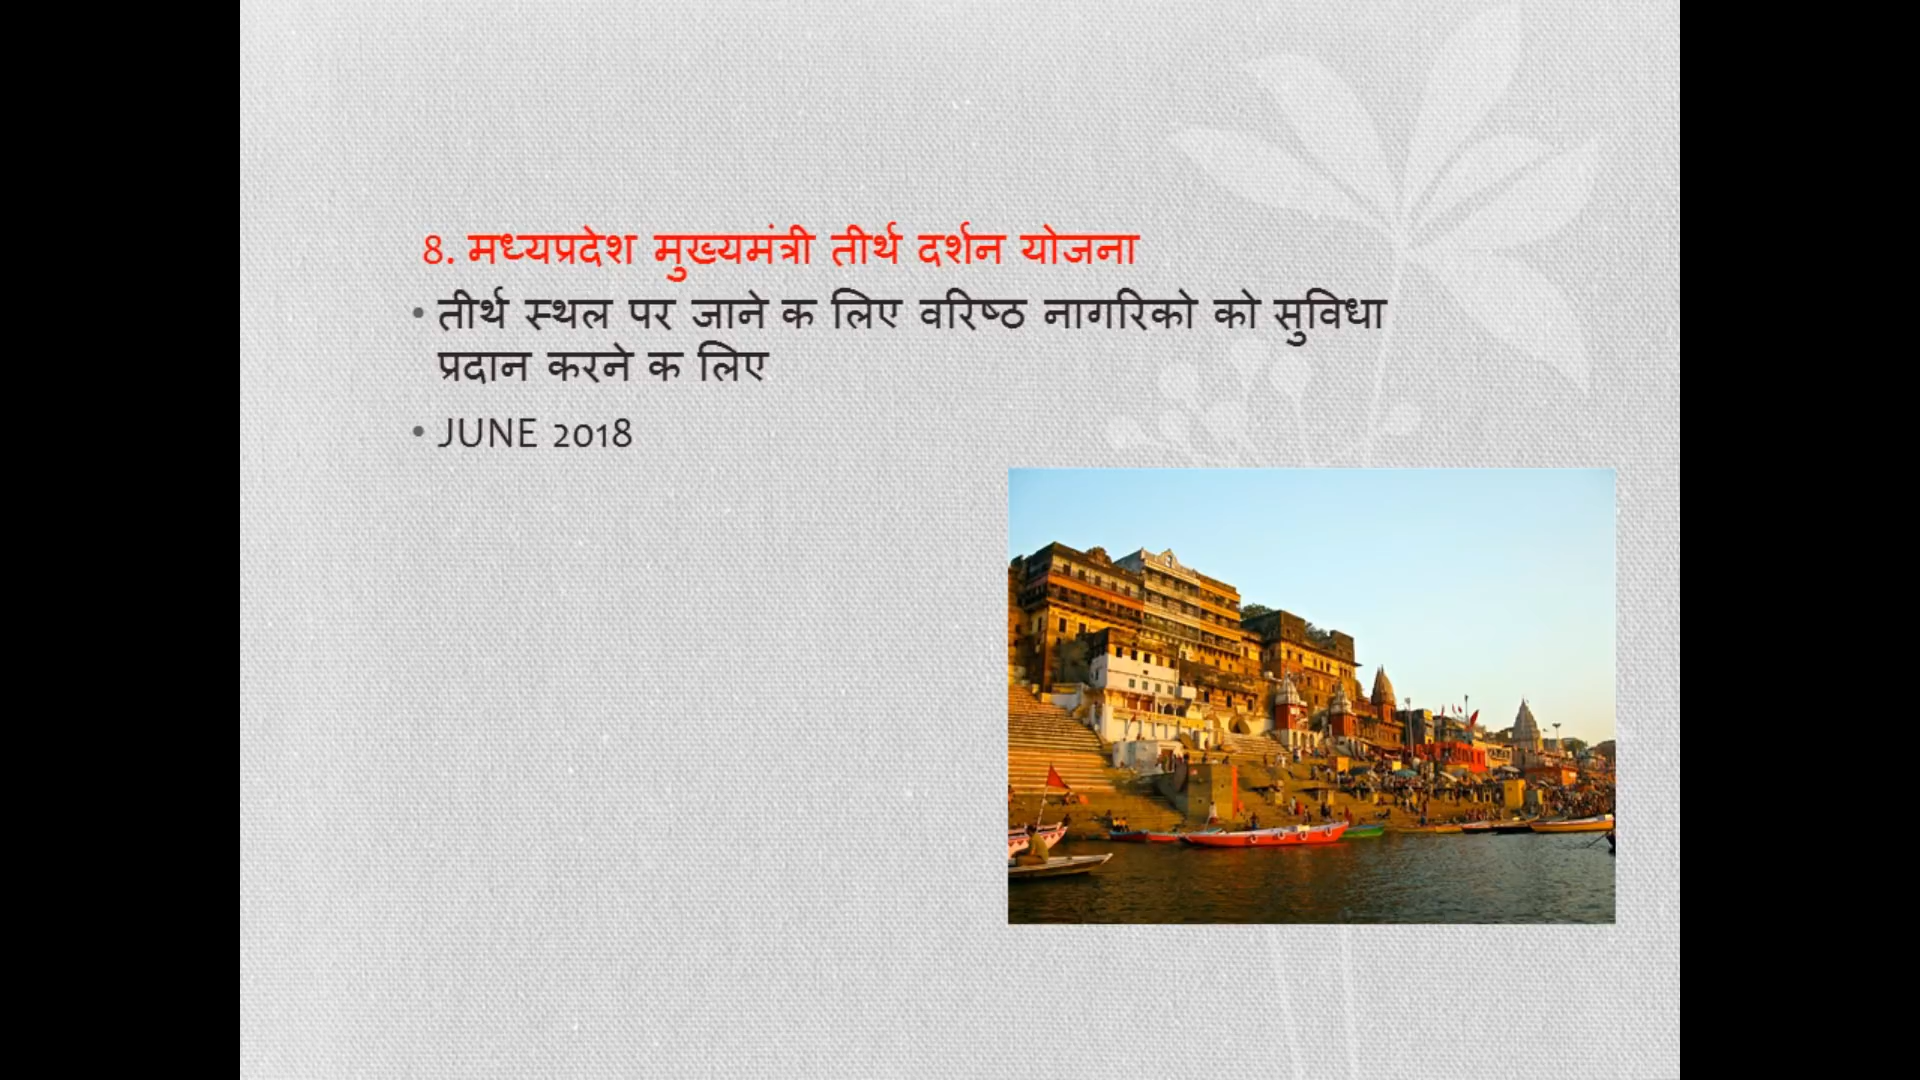 8. मध्यप्रदेश मुख्यमंत्री तीर्थ दर्शन योजना
• तीर्थ स्थल पर जाने क लिए वरिष्ठ नागरिको को सुविधा
प्रदान करने क लिए
• JUNE 2018